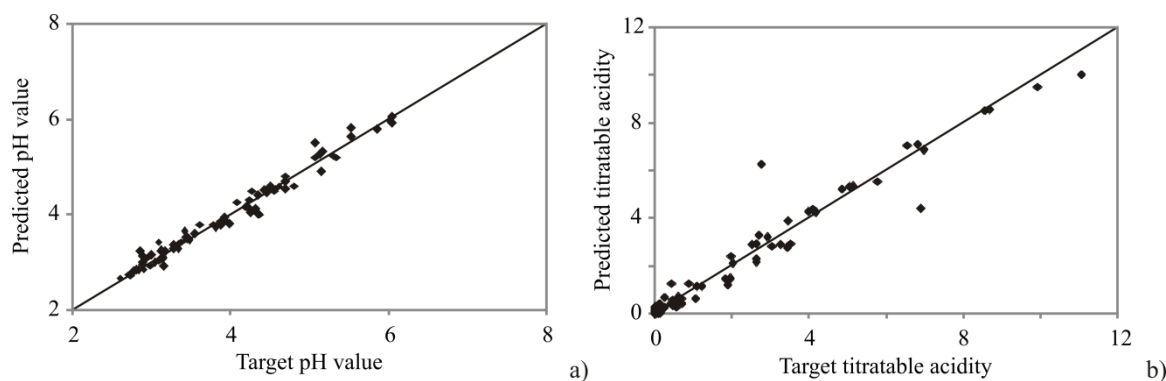 8
6
4
2
2
4
6
8
Predicted pH value
Target pH value
a)
12
8
4
0
0
4
8
12
Predicted titratable acidity
Target titratable acidity
b)